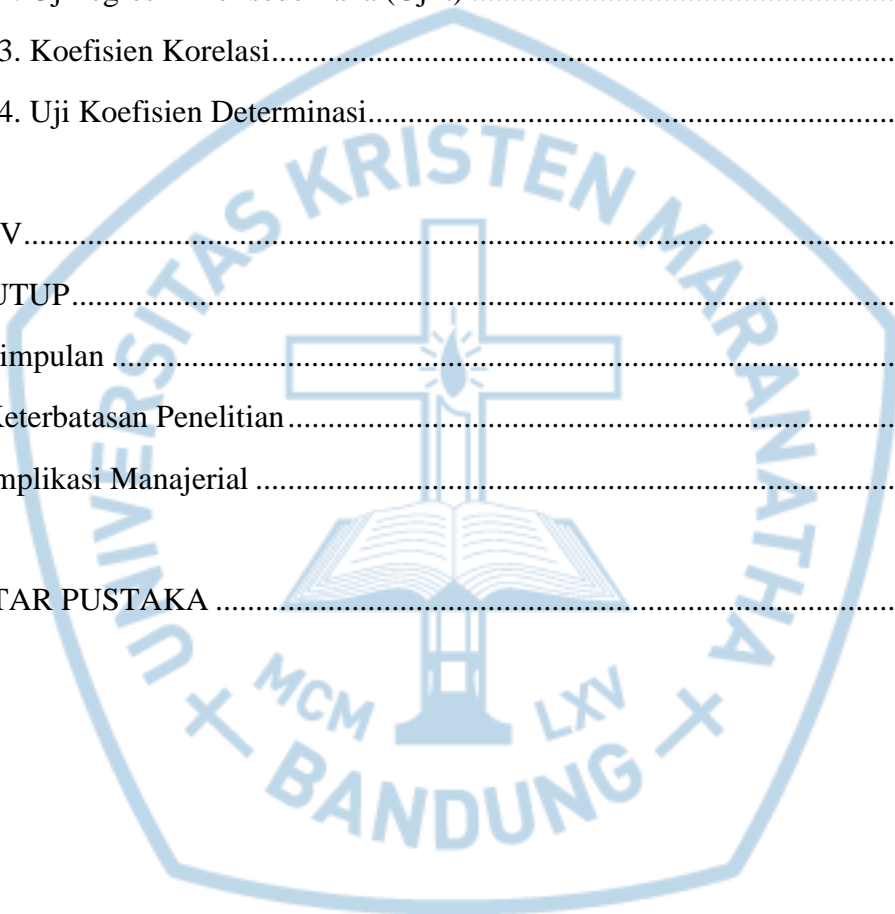 3. Koefisien Korelasi
4. Uji Koefisien Determinasi
V
UTUP
impulan
Keterbatasan Penelitian
mplikasi Manajerial
TAR PUSTAKA
UNIVERSITAS KRISTEN MARANATHA
MCM LXV
BANDUNG